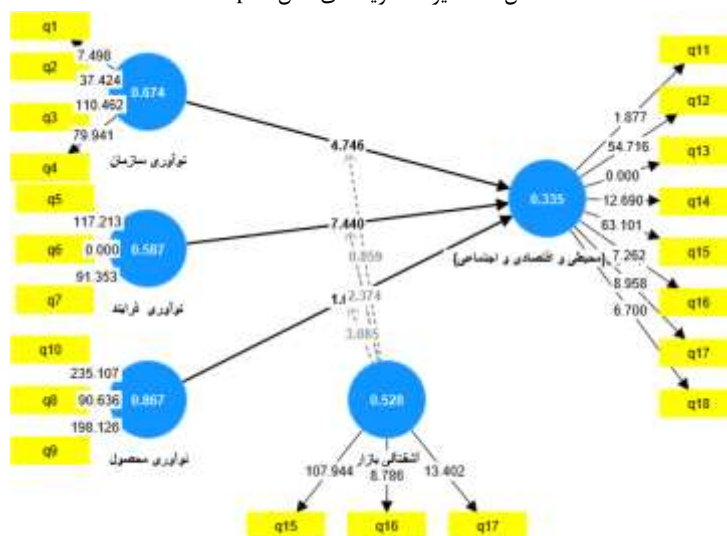 q1
q2
q3
q4
7.498
37.424
110.462
79.941
0.674
نوآوری سازمان
q5
q6
q7
117.213
0.000
91.353
0.587
نوآوری فرایند
q10
q8
q9
235.107
90.636
198.126
0.867
نوآوری محصول
4.746
7.440
0.859
2.374
3.085
0.335
(محیطی و اقتصادی و اجتماعی)
q11
q12
q13
q14
q15
q16
q17
q18
1.877
54.716
0.000
12.690
63.101
7.262
8.958
6.700
0.528
آشفتگی بازار
107.944
8.786
13.402
q15
q16
q17